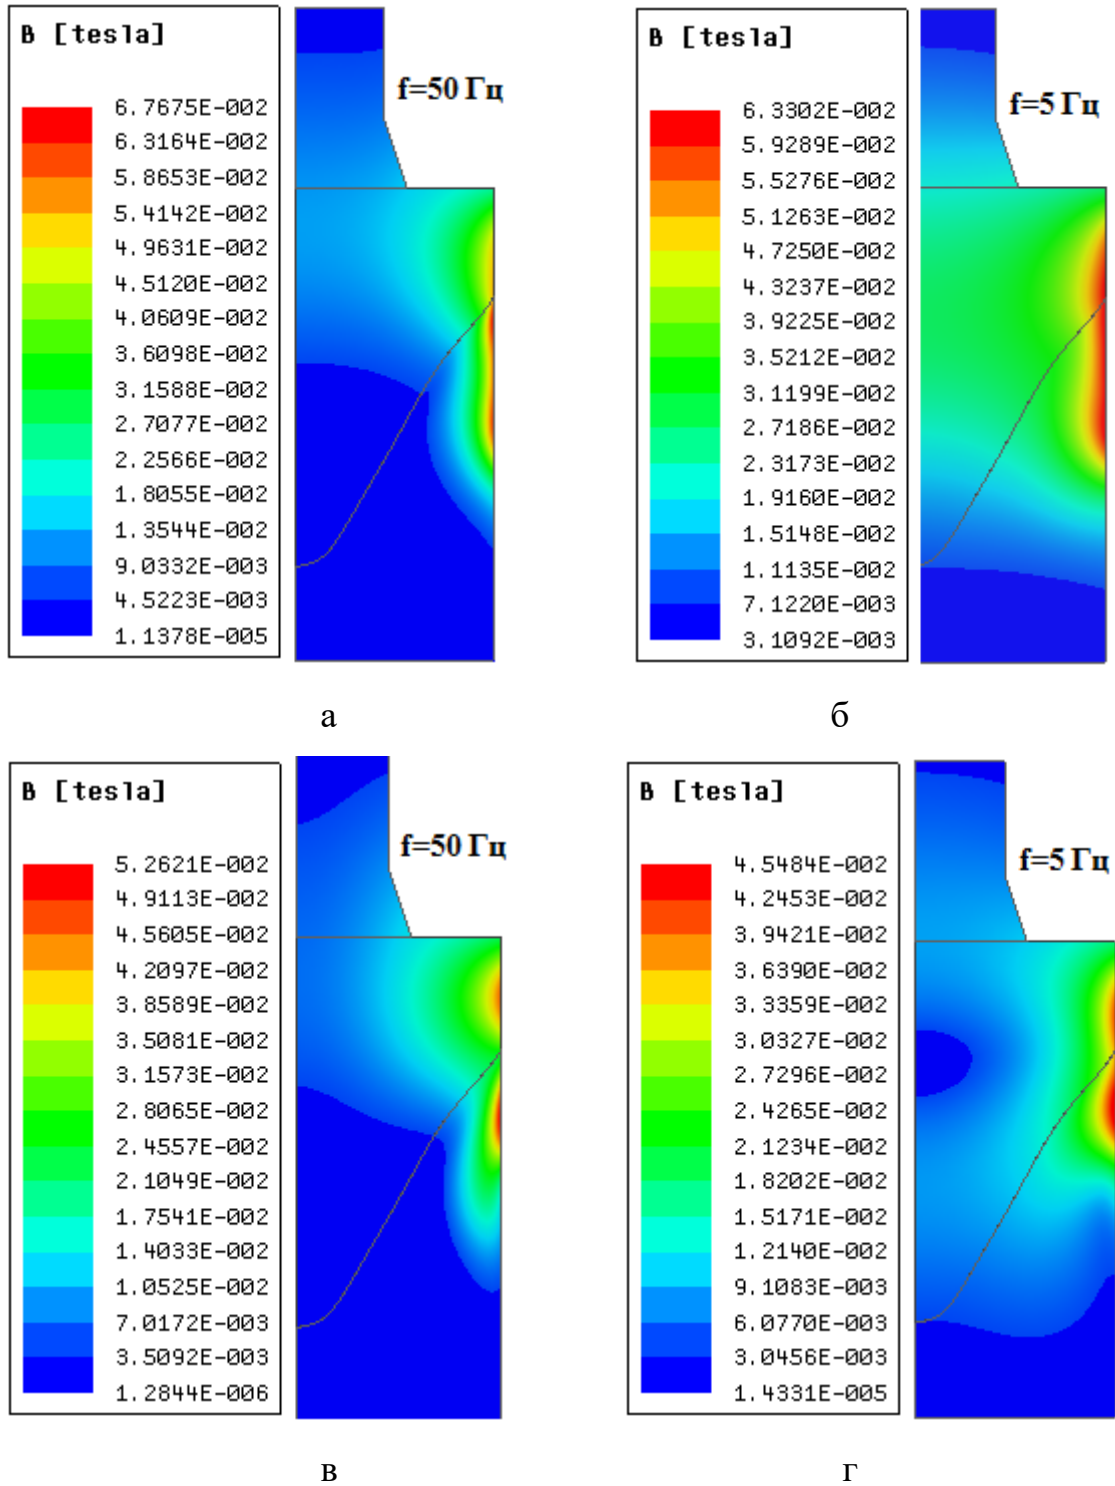 B [tesla]
6.7675E-002
6.3164E-002
5.8653E-002
5.4142E-002
4.9631E-002
4.5120E-002
4.0609E-002
3.6098E-002
3.1588E-002
2.7077E-002
2.2566E-002
1.8055E-002
1.3544E-002
9.0332E-003
4.5223E-003
1.1378E-005
f=50 Гц
а
B [tesla]
6.3302E-002
5.9289E-002
5.5276E-002
5.1263E-002
4.7250E-002
4.3237E-002
3.9225E-002
3.5212E-002
3.1199E-002
2.7186E-002
2.3173E-002
1.9160E-002
1.5148E-002
1.1135E-002
7.1220E-003
3.1092E-003
f=5 Гц
б
B [tesla]
5.2621E-002
4.9113E-002
4.5605E-002
4.2097E-002
3.8589E-002
3.5081E-002
3.1573E-002
2.8065E-002
2.4557E-002
2.1049E-002
1.7541E-002
1.4033E-002
1.0525E-002
7.0172E-003
3.5092E-003
1.2844E-006
f=50 Гц
в
B [tesla]
4.5484E-002
4.2453E-002
3.9421E-002
3.6390E-002
3.3359E-002
3.0327E-002
2.7296E-002
2.4265E-002
2.1234E-002
1.8202E-002
1.5171E-002
1.2140E-002
9.1083E-003
6.0770E-003
3.0456E-003
1.4331E-005
f=5 Гц
г